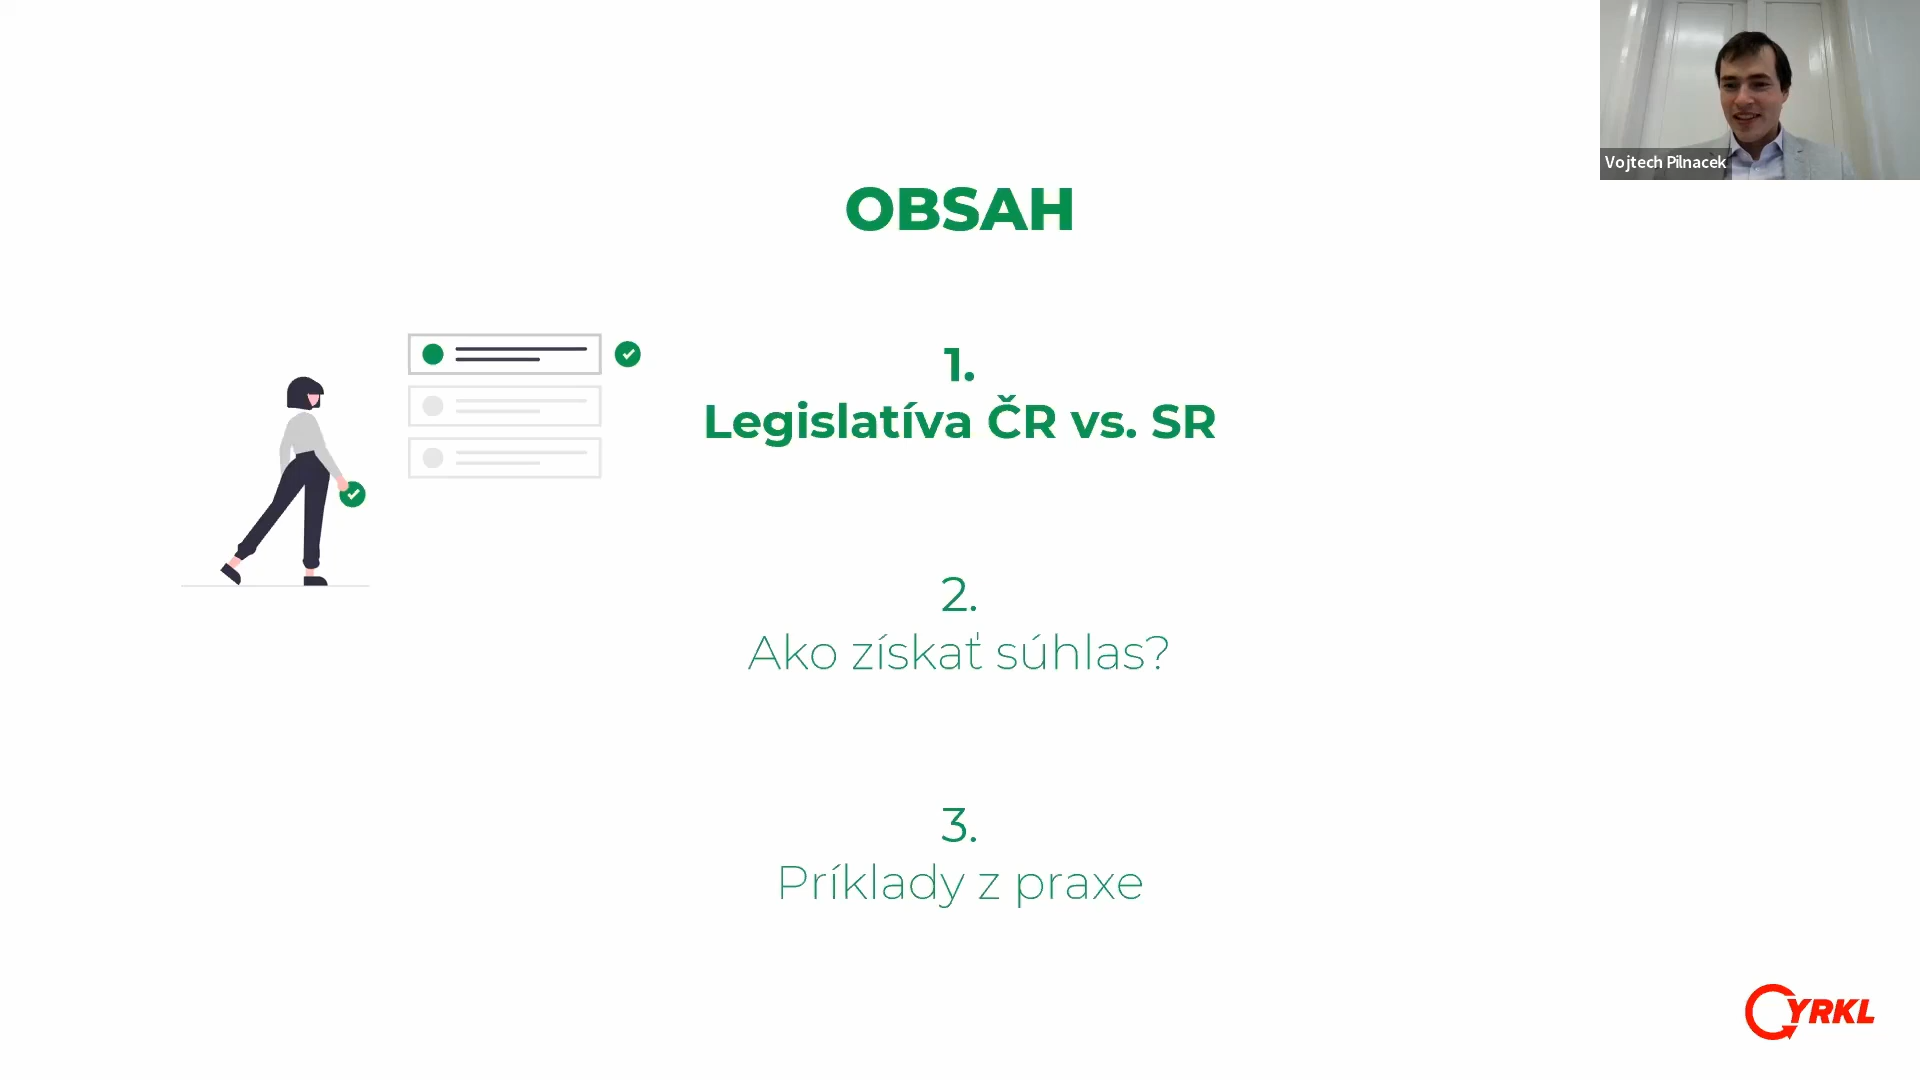 Vojtech Pilnacek
OBSAH
1.
Legislatíva ČR vs. SR
2.
Ako získať súhlas?
3.
Príklady z praxe
CYRKL